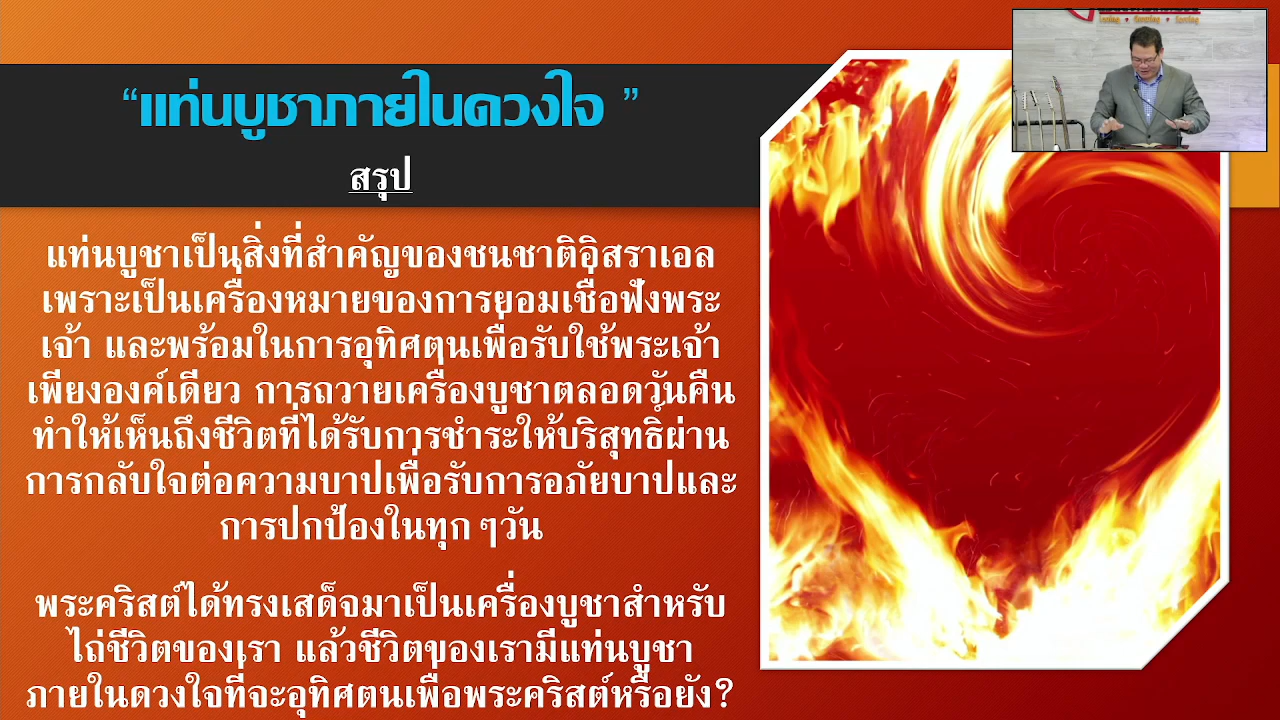 “แท่นบูชาภายในดวงใจ ”
สรุป
แท่นบูชาเป็นสิ่งที่สำคัญของชนชาติอิสราเอล
เพราะเป็นเครื่องหมายของการยอมเชื่อฟังพระ
เจ้า และพร้อมในการอุทิศตนเพื่อรับใช้พระเจ้า
เพียงองค์เดียว การถวายเครื่องบูชาตลอดวันคืน
ทำให้เห็นถึงชีวิตที่ได้รับการชำระให้บริสุทธิ์ผ่าน
การกลับใจต่อความบาปเพื่อรับการอภัยบาปและ
การปกป้องในทุกๆวัน
พระคริสต์ได้ทรงเสด็จมาเป็นเครื่องบูชาสำหรับ
ไถ่ชีวิตของเรา แล้วชีวิตของเรามีแท่นบูชา
ภายในดวงใจที่จะอุทิศตนเพื่อพระคริสต์หรือยัง?